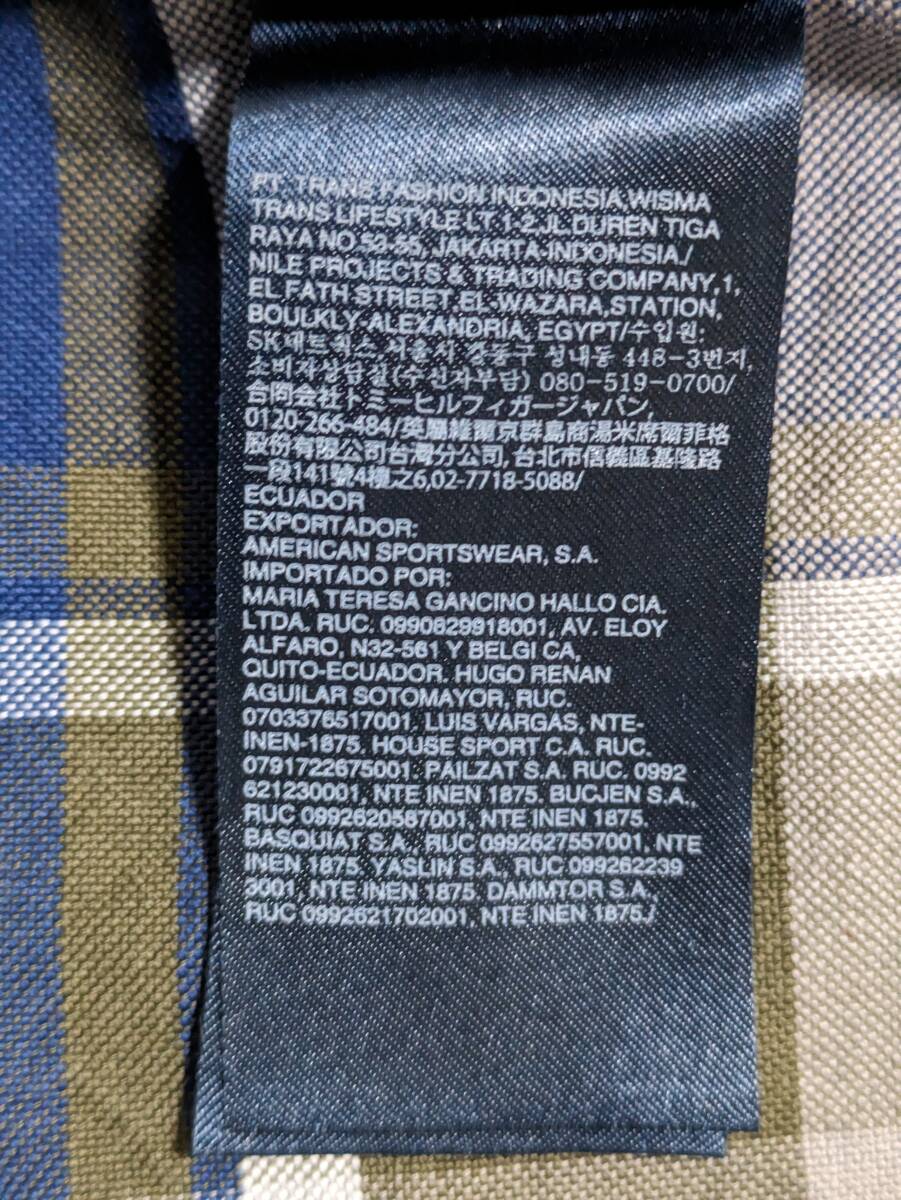 PT. TRANS FASHION INDONESIA,WISMA
TRANS LIFESTYLE,LT.1-2,JL.DUREN TIGA
RAYA NO.53-55, JAKARTA-INDONESIA/
NILE PROJECTS & TRADING COMPANY,1,
EL.FATH STREET,EL-WAZARA,STATION,
BOULKLY-ALEXANDRIA, EGYPT/수입원:
SK네트웍스,서울시 강동구 성내동 448-3번지,
소비자상담실(수신자부담) 080-519-0700/
合同会社トミーヒルフィガージャパン,
0120-266-484/英屬維爾京群島商湯米席爾菲格
股份有限公司台灣分公司,台北市信義區基隆路
一段141號4樓之6,02-7718-5088/
ECUADOR
EXPORTADOR:
AMERICAN SPORTSWEAR, S.A.
IMPORTADO POR:
MARIA TERESA GANCINO HALLO CIA.
LTDA. RUC. 0990829918001, AV. ELOY
ALFARO, N32-561 Y BELGI CA,
QUITO-ECUADOR. HUGO RENAN
AGUILAR SOTOMAYOR, RUC.
0703376517001. LUIS VARGAS, NTE-
INEN-1875. HOUSE SPORT C.A. RUC.
0791722675001. PAILZAT S.A. RUC. 0992
621230001, NTE INEN 1875. BUCJEN S.A.,
RUC 0992620587001, NTE INEN 1875.
BASQUIAT S.A., RUC 0992627557001, NTE
INEN 1875. YASLIN S.A., RUC 099262239
3001, NTE INEN 1875. DAMMTOR S.A.,
RUC 0992621702001, NTE INEN 1875./